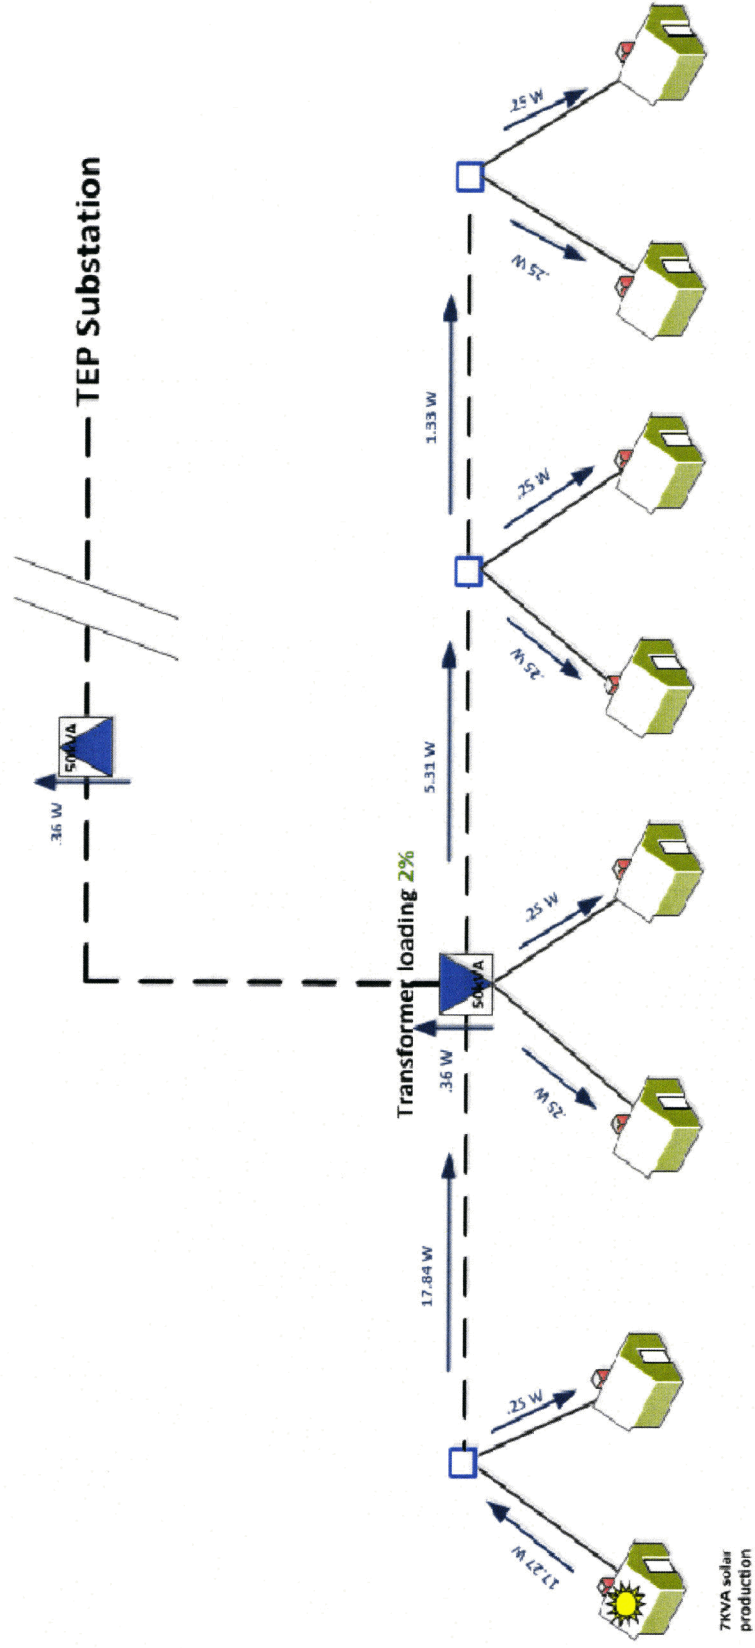 TEP Substation
50kVA
.36 W
Transformer loading 2%
50kVA
.36 W
17.84 W
5.31 W
1.33 W
17.27 W
.25 W
.25 W
.25 W
.25 W
.25 W
.25 W
.25 W
7KVA solar
production